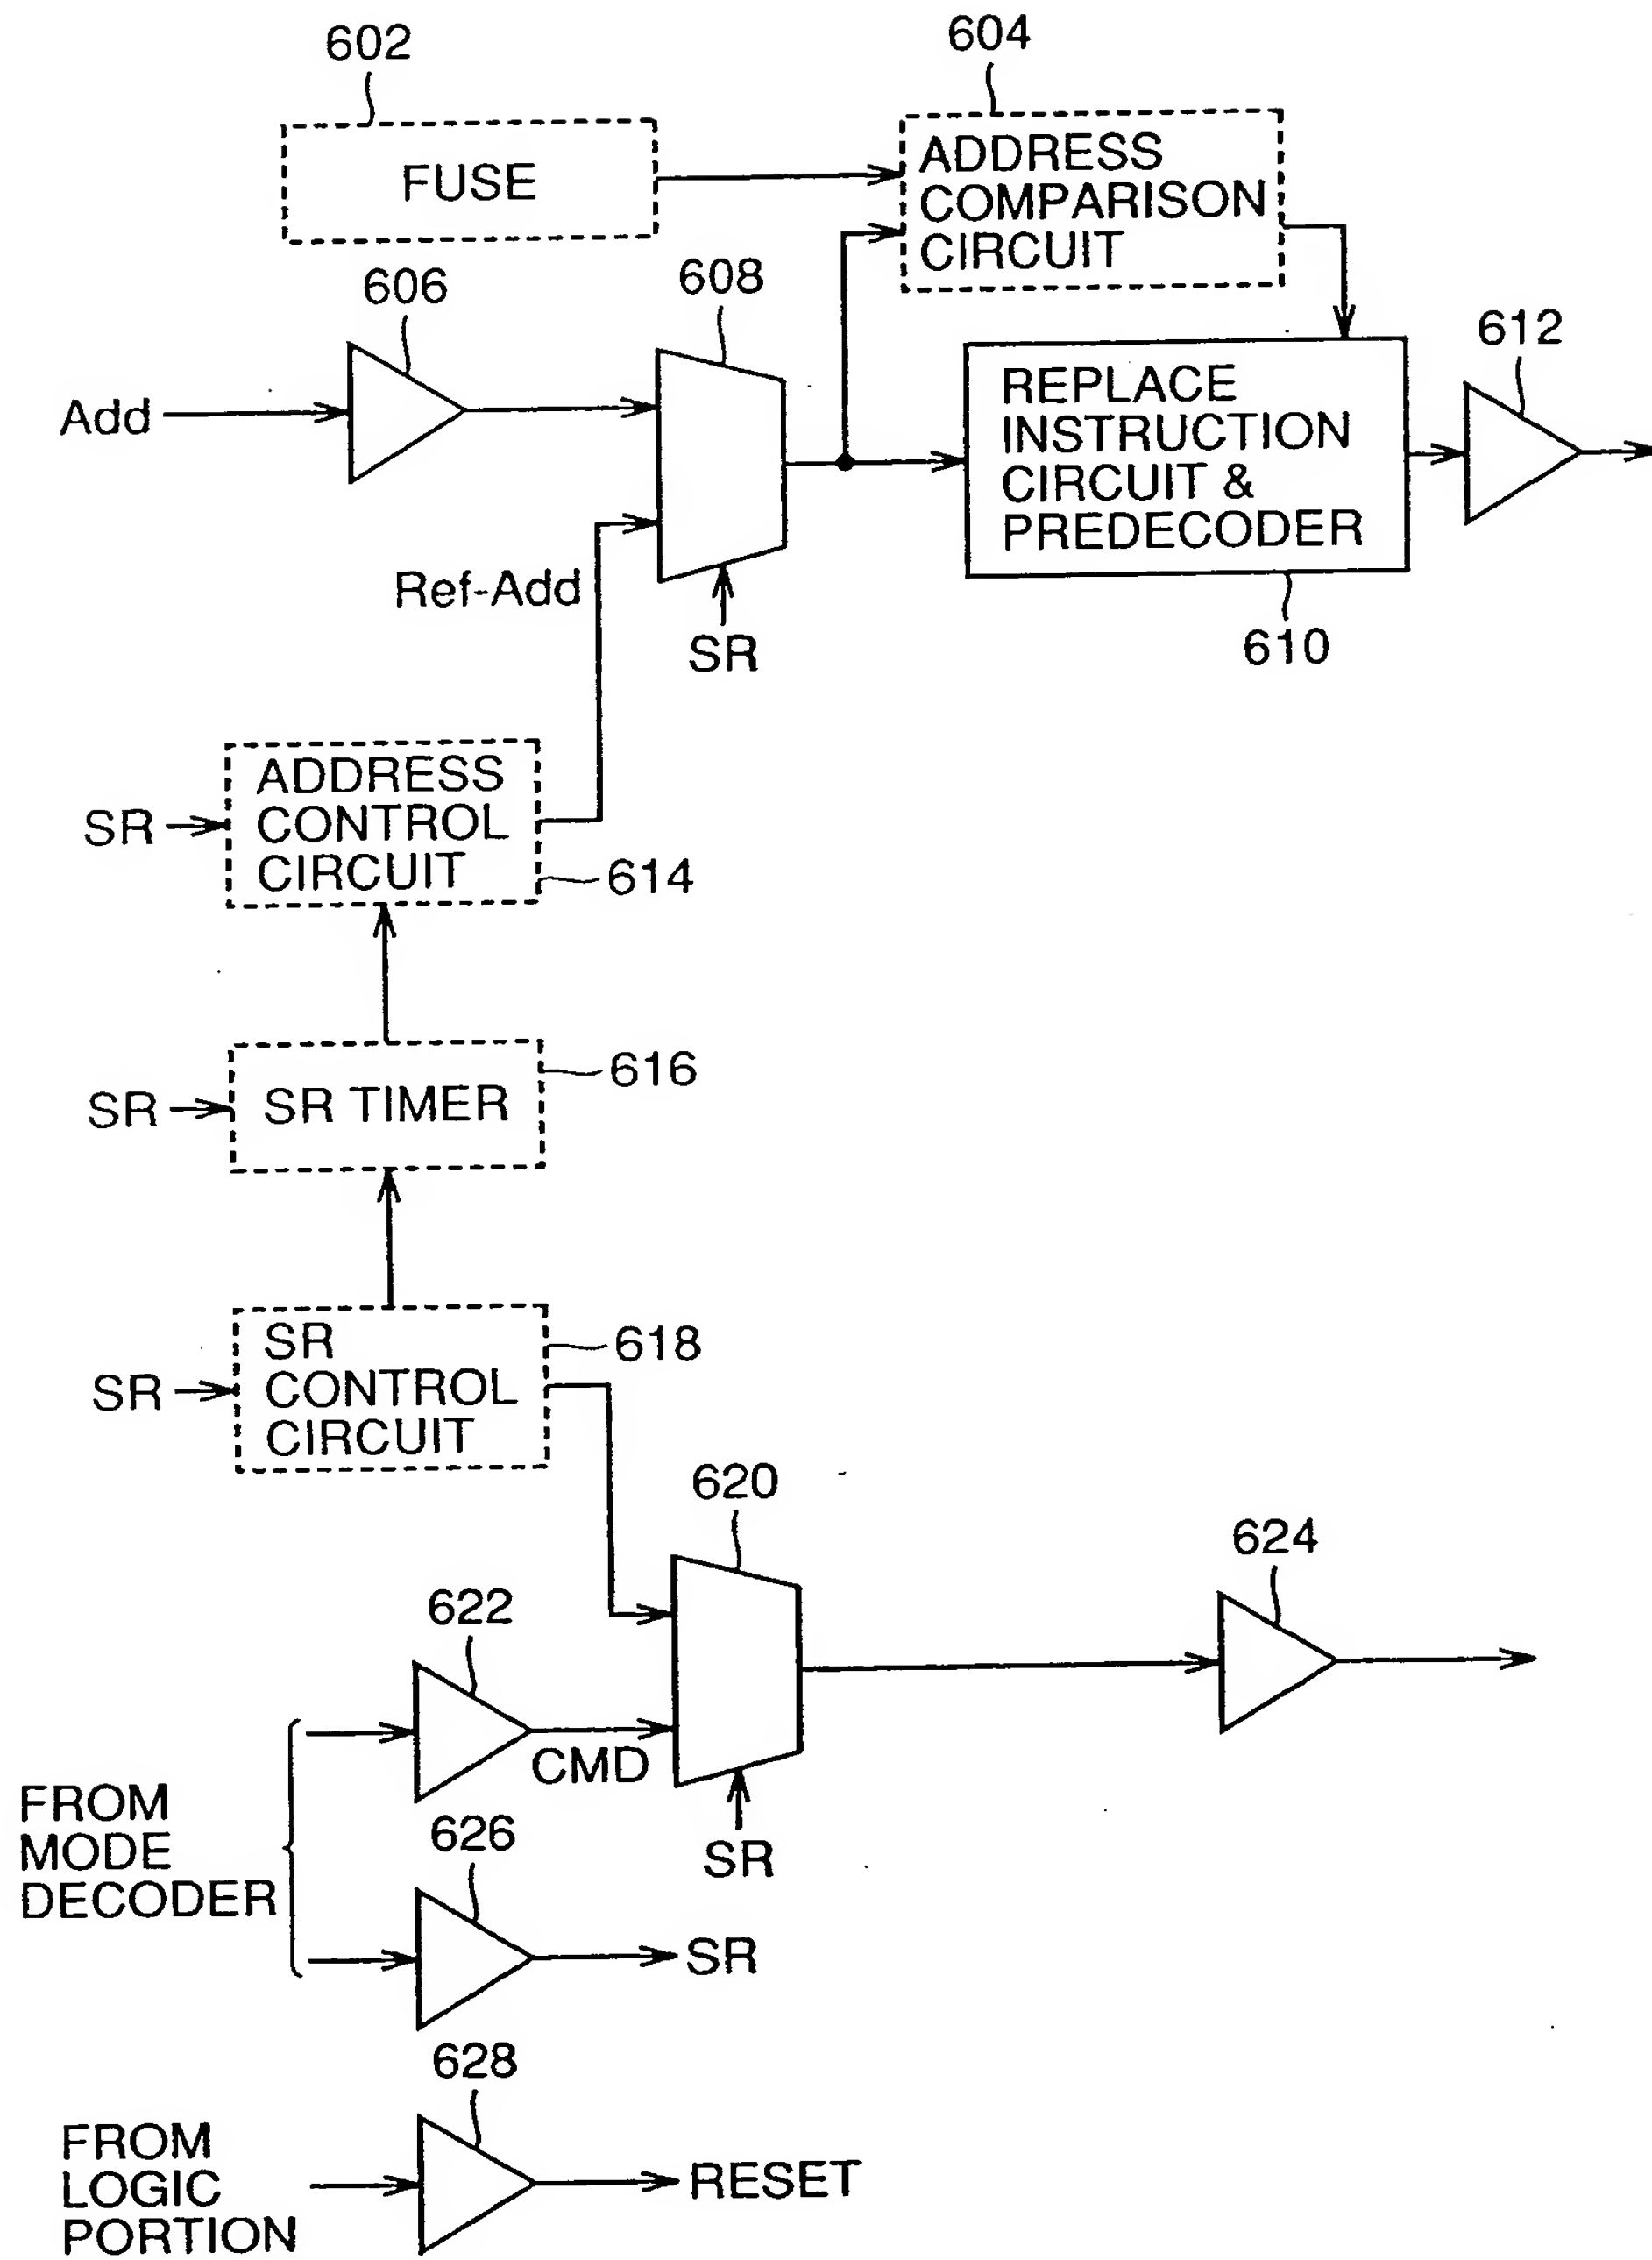 602
604
FUSE
ADDRESS
COMPARISON
CIRCUIT
606
608
612
Add
REPLACE
INSTRUCTION
CIRCUIT &
PREDECODER
Ref-Add
SR
610
ADDRESS
CONTROL
CIRCUIT
SR
614
616
SR
SR TIMER
SR
CONTROL
CIRCUIT
618
SR
620
624
622
CMD
FROM
MODE
DECODER
626
SR
SR
628
FROM
LOGIC
PORTION
RESET